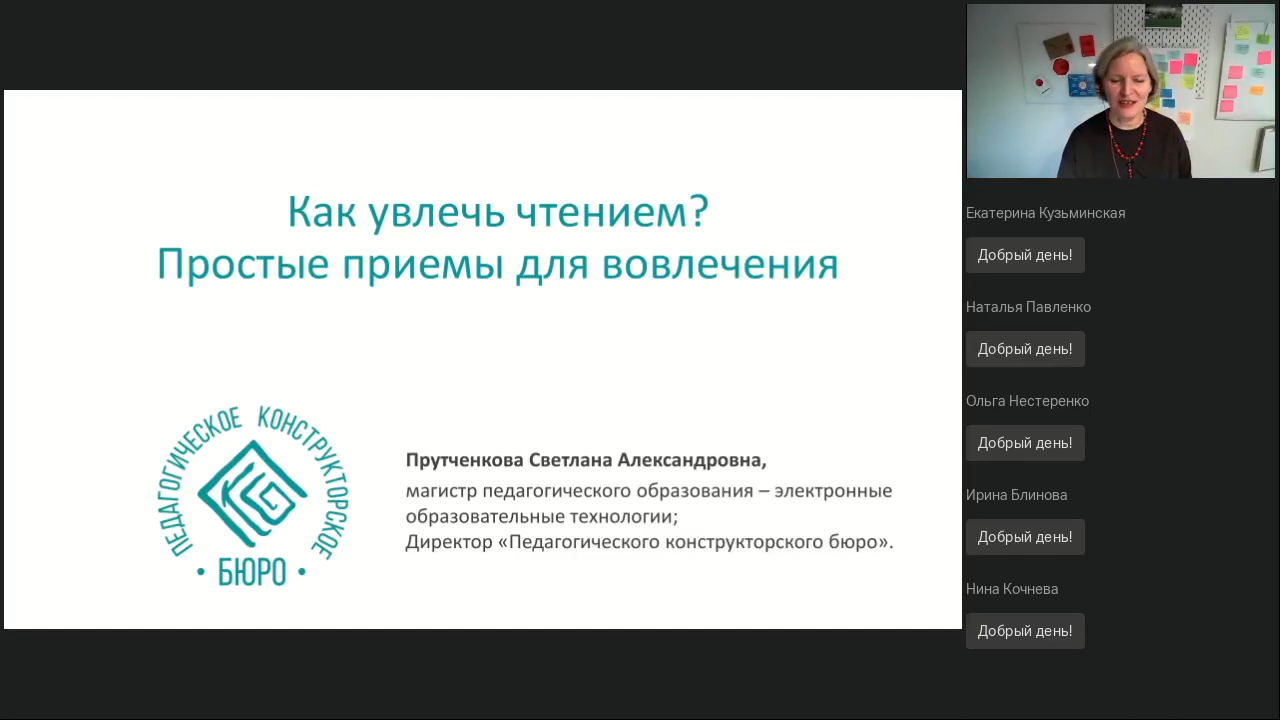 Как увлечь чтением?
Простые приемы для вовлечения
ПЕДАГОГИЧЕСКОЕ КОНСТРУКТОРСКОЕ
• БЮРО •
Прутченкова Светлана Александровна,
магистр педагогического образования – электронные
образовательные технологии;
Директор «Педагогического конструкторского бюро».
Екатерина Кузьминская
Добрый день!
Наталья Павленко
Добрый день!
Ольга Нестеренко
Добрый день!
Ирина Блинова
Добрый день!
Нина Кочнева
Добрый день!